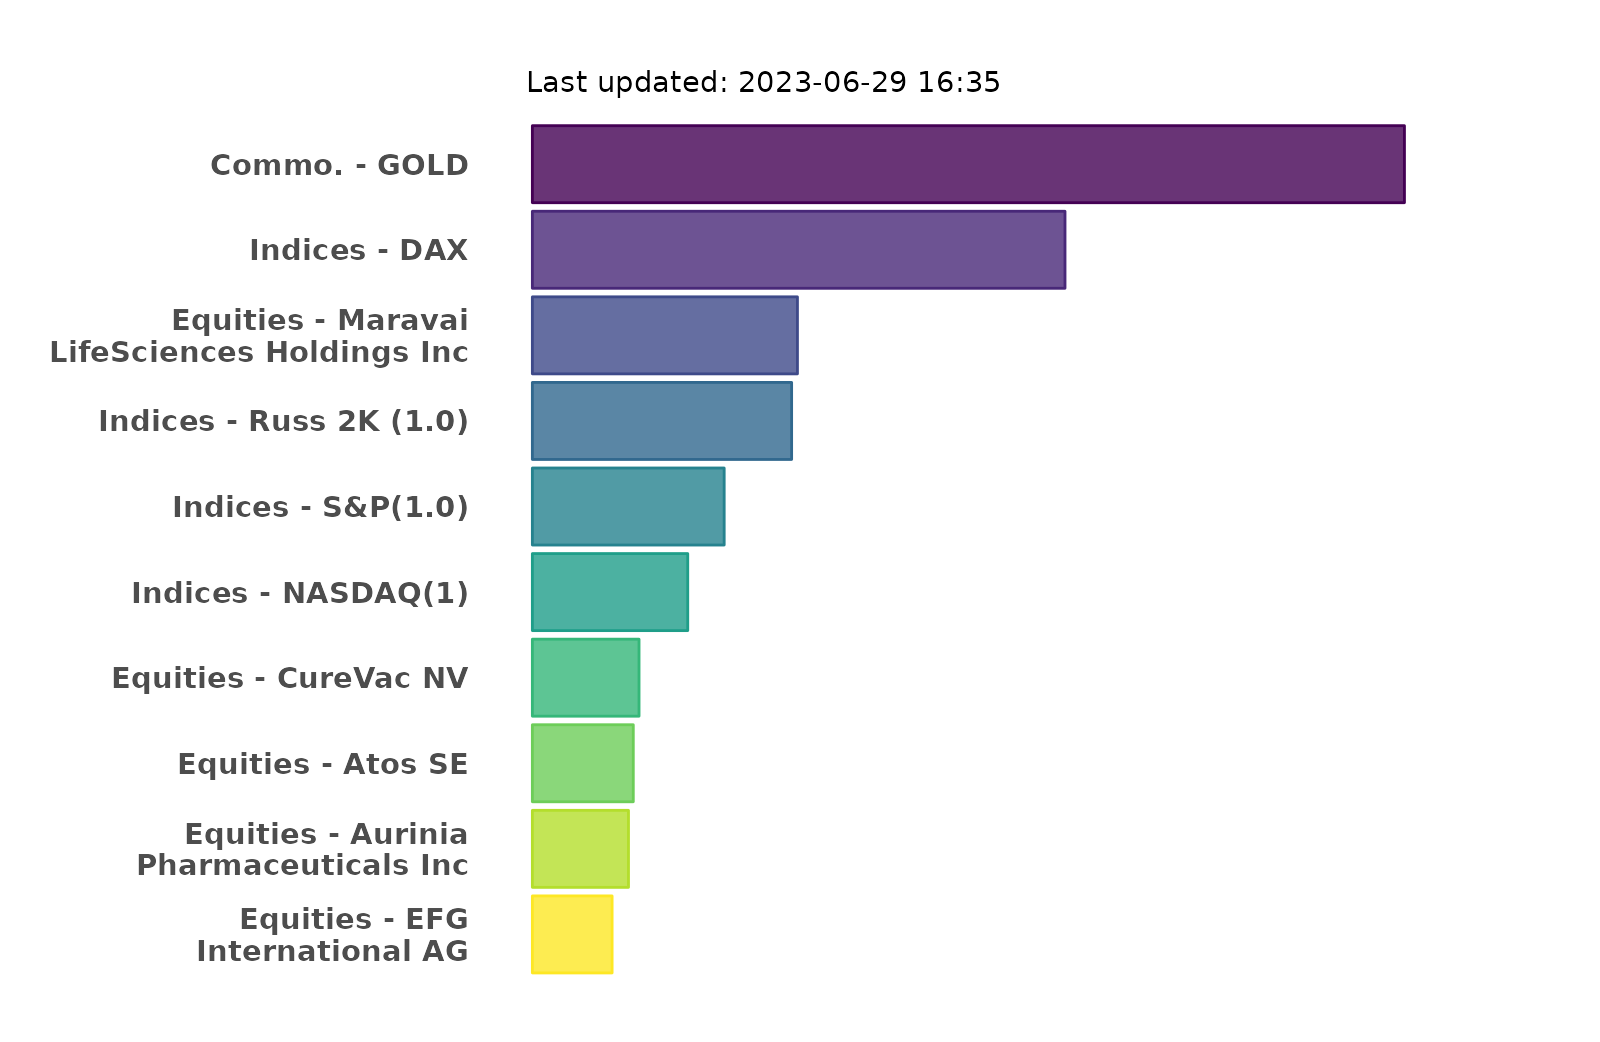 Last updated: 2023-06-29 16:35
Commo. - GOLD
Indices - DAX
Equities - Maravai
LifeSciences Holdings Inc
Indices - Russ 2K (1.0)
Indices - S&P(1.0)
Indices - NASDAQ(1)
Equities - CureVac NV
Equities - Atos SE
Equities - Aurinia
Pharmaceuticals Inc
Equities - EFG
International AG